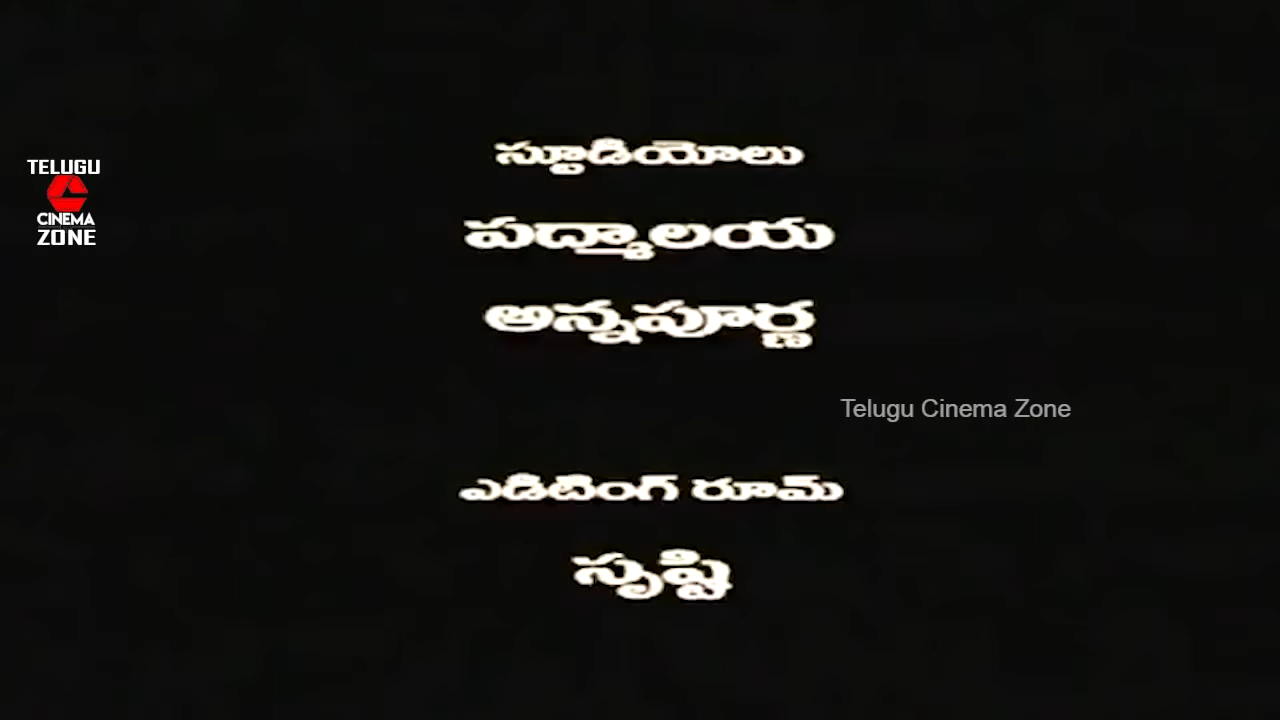 TELUGU
CINEMA
ZONE
స్టూడియోలు
పద్మాలయ
అన్నపూర్ణ
Telugu Cinema Zone
ఎడిటింగ్ రూమ్
సృష్టి